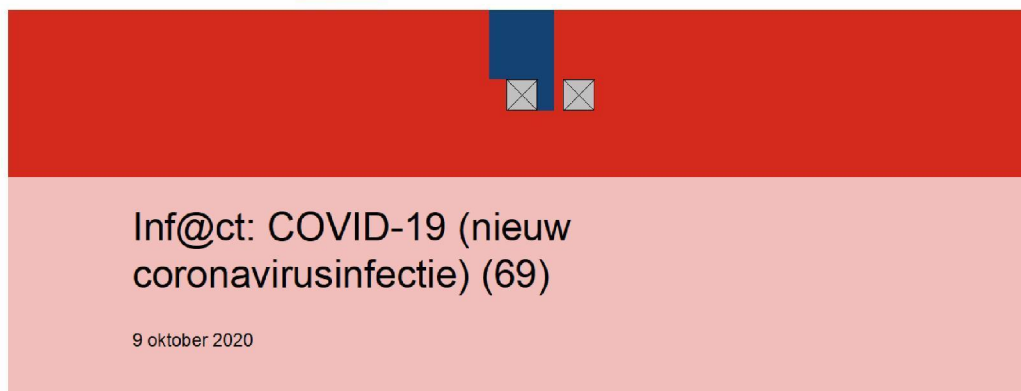 Inf@ct: COVID-19 (nieuw
coronavirusinfectie) (69)
9 oktober 2020